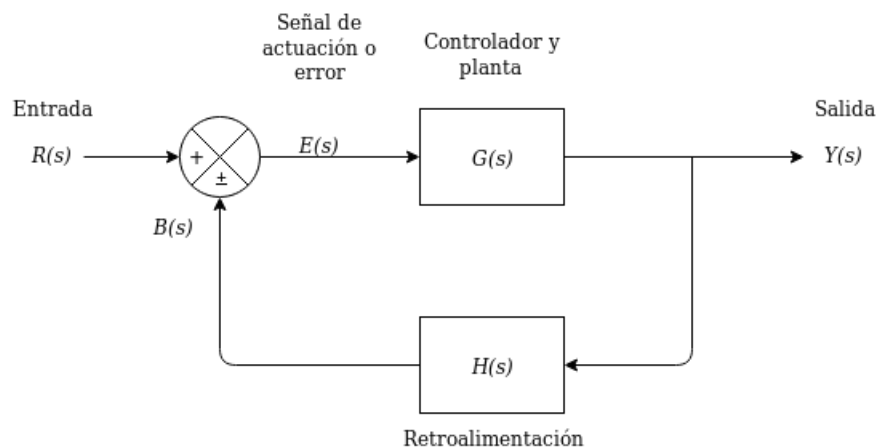 Señal de
actuación o
error
Controlador y
planta
Entrada
Salida
R(s)
+
±
E(s)
G(s)
Y(s)
B(s)
H(s)
Retroalimentación